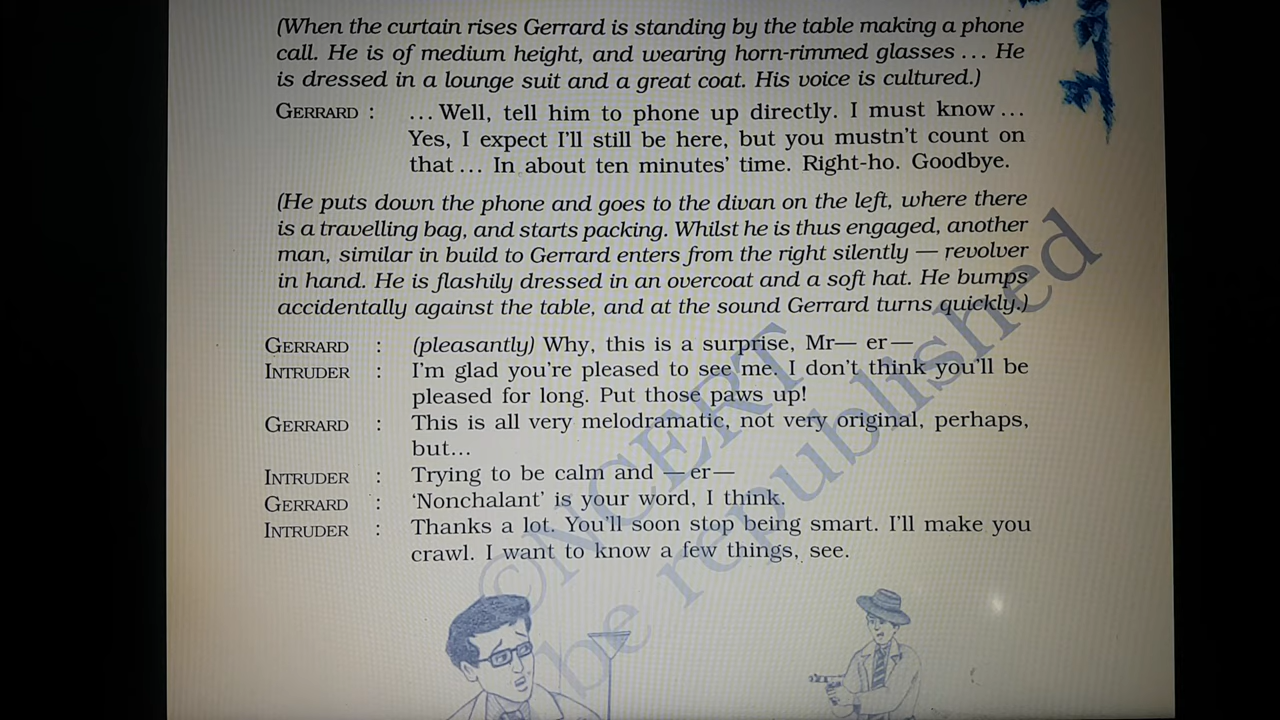 (When the curtain rises Gerrard is standing by the table making a phone
call. He is of medium height, and wearing horn-rimmed glasses ... He
is dressed in a lounge suit and a great coat. His voice is cultured.)
GERRARD : ... Well, tell him to phone up directly. I must know ...
Yes, I expect I'll still be here, but you mustn't count on
that ... In about ten minutes' time. Right-ho. Goodbye.
(He puts down the phone and goes to the divan on the left, where there
is a travelling bag, and starts packing. Whilst he is thus engaged, another
man, similar in build to Gerrard enters from the right silently — revolver
in hand. He is flashily dressed in an overcoat and a soft hat. He bumps
accidentally against the table, and at the sound Gerrard turns quickly.)
GERRARD : (pleasantly) Why, this is a surprise, Mr— er—
INTRUDER : I'm glad you're pleased to see me. I don't think you'll be
pleased for long. Put those paws up!
GERRARD : This is all very melodramatic, not very original, perhaps,
but...
INTRUDER : Trying to be calm and —er—
GERRARD : 'Nonchalant' is your word, I think.
INTRUDER : Thanks a lot. You'll soon stop being smart. I'll make you
crawl. I want to know a few things, see.
©NCERT
be republished